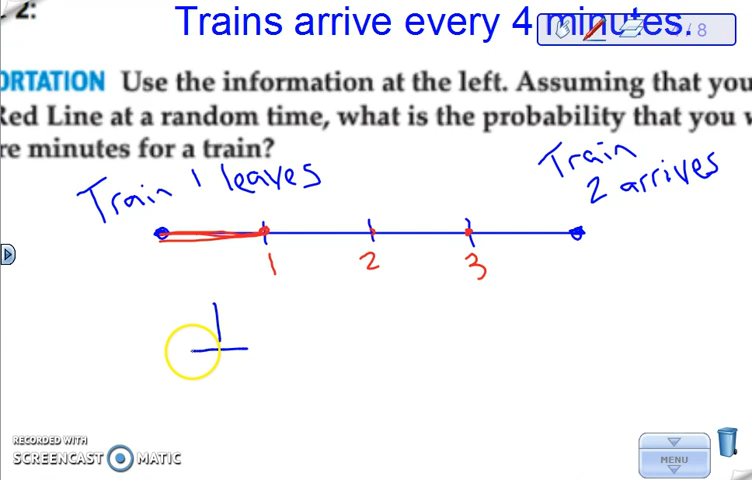 2:
Trains arrive every 4 minutes.
/ 8
ORTATION Use the information at the left. Assuming that you
Red Line at a random time, what is the probability that you w
re minutes for a train?
Train 1 leaves
Train
2 arrives
1 2 3
1
RECORDED WITH
SCREENCAST O MATIC
MENU